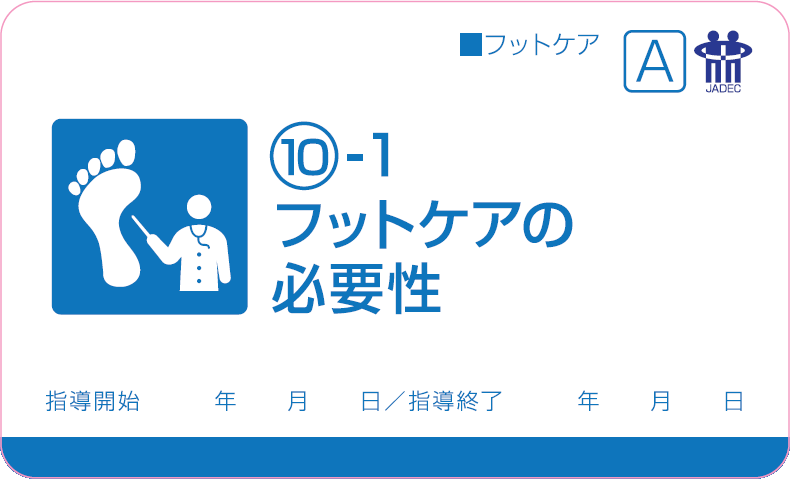 ■フットケア
A
JADEC
⑩-1
フットケアの
必要性
指導開始 年 月 日／指導終了 年 月 日